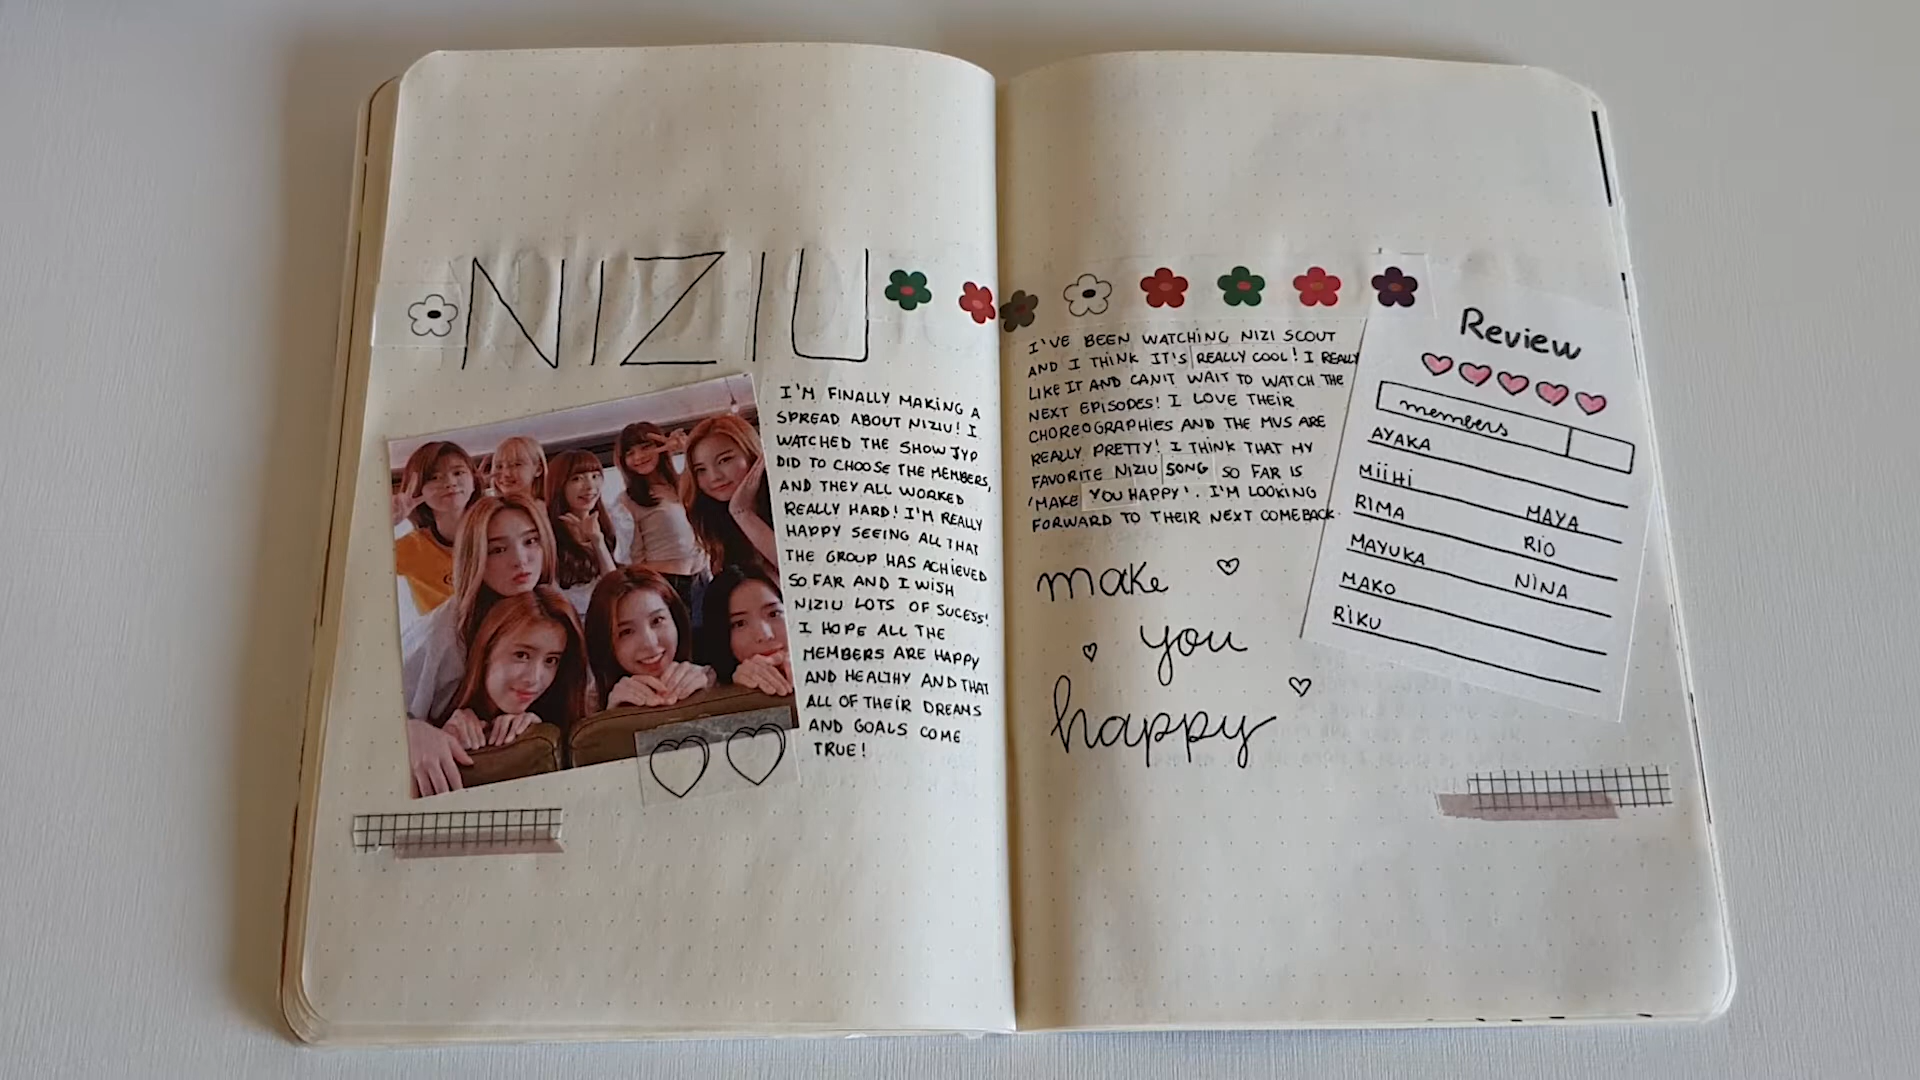 NIZIU
I'M FINALLY MAKING A
SPREAD ABOUT NIZIU! I
WATCHED THE SHOW JYP
DID TO CHOOSE THE MEMBERS,
AND THEY ALL WORKED
REALLY HARD! I'M REALLY
HAPPY SEEING ALL THAT
THE GROUP HAS ACHIEVED
SO FAR AND I WISH
NIZIU LOTS OF SUCESS!
I HOPE ALL THE
MEMBERS ARE HAPPY
AND HEALTHY AND THAT
ALL OF THEIR DREAMS
AND GOALS COME
TRUE!
I'VE BEEN WATCHING NIZI SCOUT
AND I THINK IT'S REALLY COOL! I REALLY
LIKE IT AND CAN'T WAIT TO WATCH THE
NEXT EPISODES! I LOVE THEIR
CHOREOGRAPHIES AND THE MVS ARE
REALLY PRETTY! I THINK THAT MY
FAVORITE NIZIU SONG SO FAR IS
'MAKE YOU HAPPY'. I'M LOOKING
FORWARD TO THEIR NEXT COMEBACK.
make
you
happy
Review
members
AYAKA
MiiHi
RIMA MAYA
MAYUKA RIO
MAKO NINA
RIKU